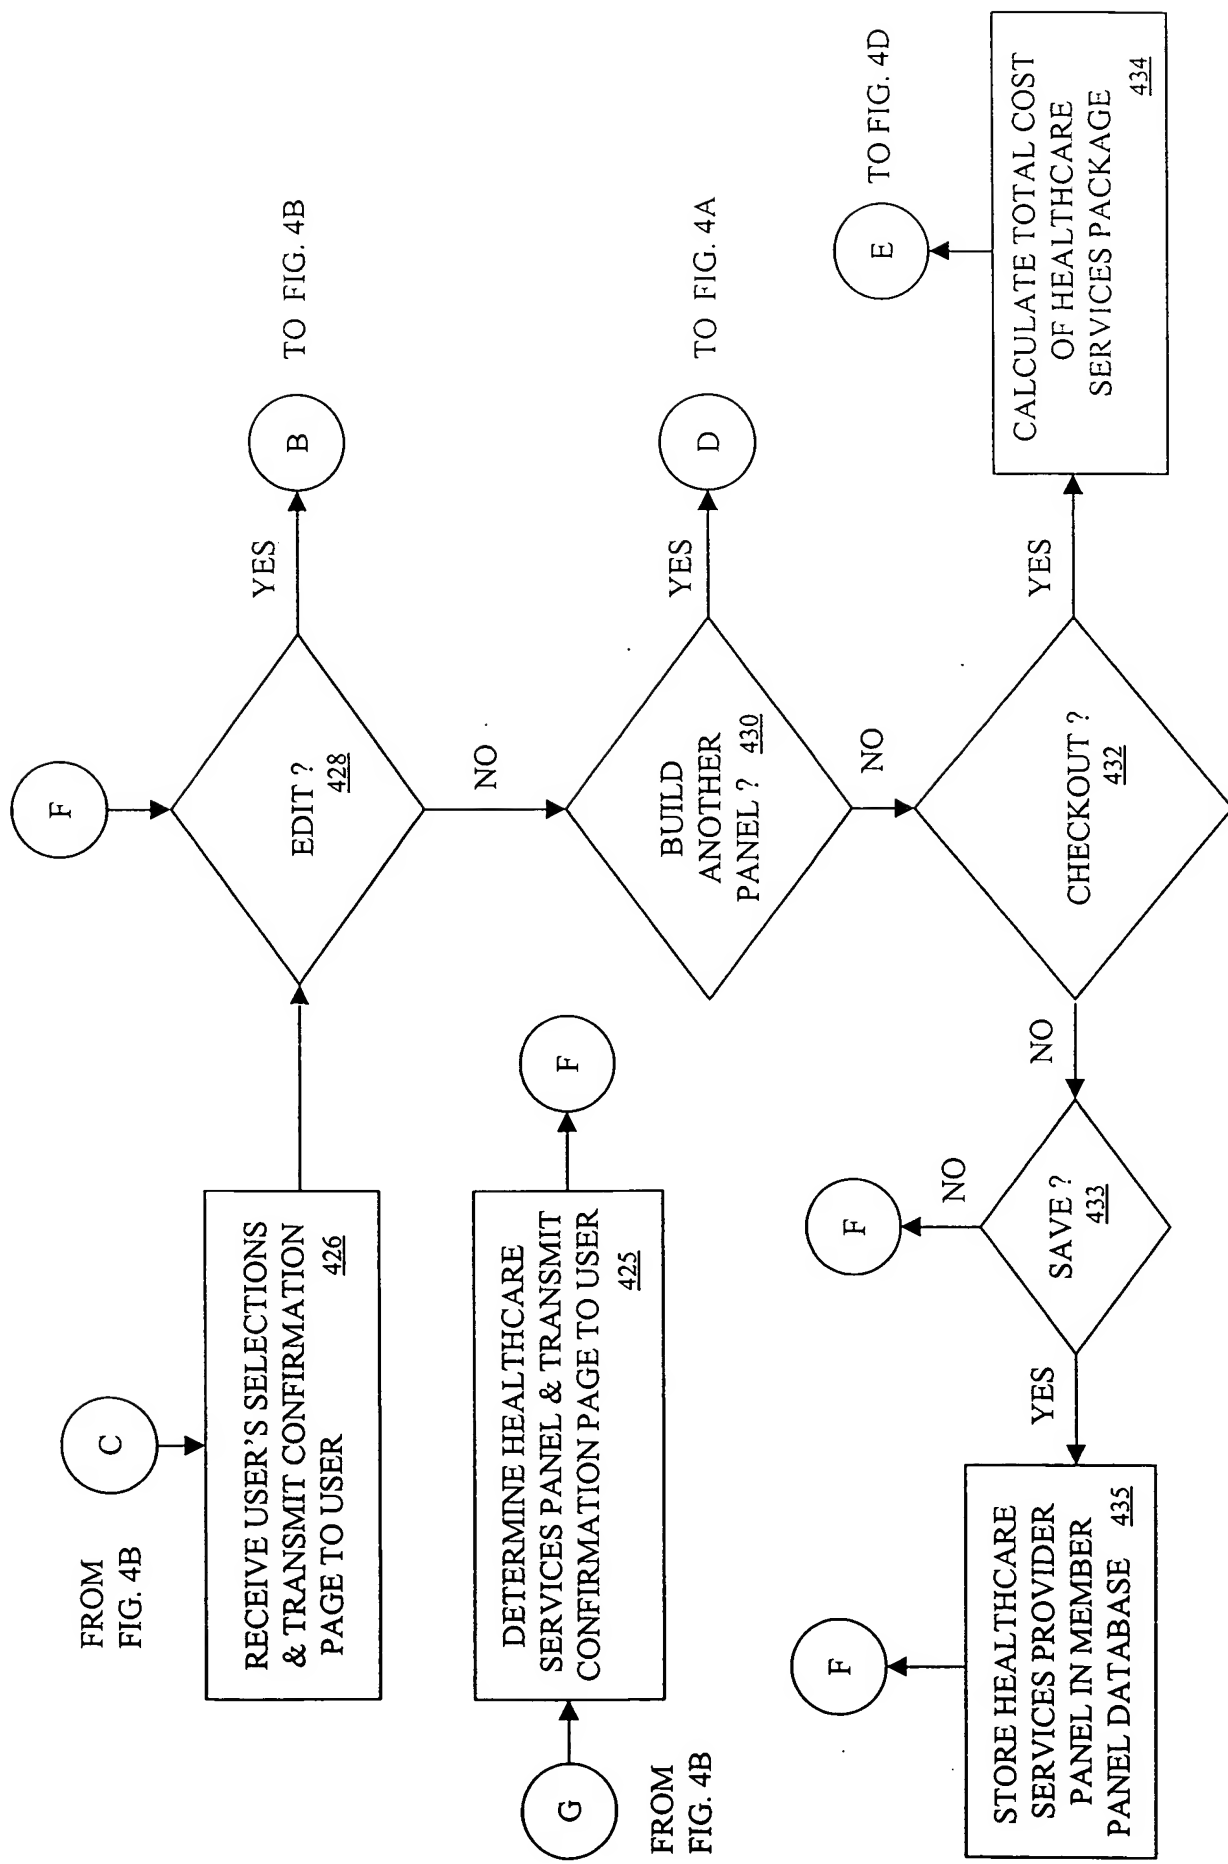 FROM
FIG. 4B
C
RECEIVE USER'S SELECTIONS
& TRANSMIT CONFIRMATION
PAGE TO USER
426
F
EDIT ?
428
YES
B
TO FIG. 4B
NO
G
FROM
FIG. 4B
DETERMINE HEALTHCARE
SERVICES PANEL & TRANSMIT
CONFIRMATION PAGE TO USER
425
F
BUILD
ANOTHER
PANEL ?
430
YES
D
TO FIG. 4A
NO
CHECKOUT ?
432
YES
CALCULATE TOTAL COST
OF HEALTHCARE
SERVICES PACKAGE
434
E
TO FIG. 4D
NO
SAVE ?
433
NO
F
YES
STORE HEALTHCARE
SERVICES PROVIDER
PANEL IN MEMBER
PANEL DATABASE
435
F